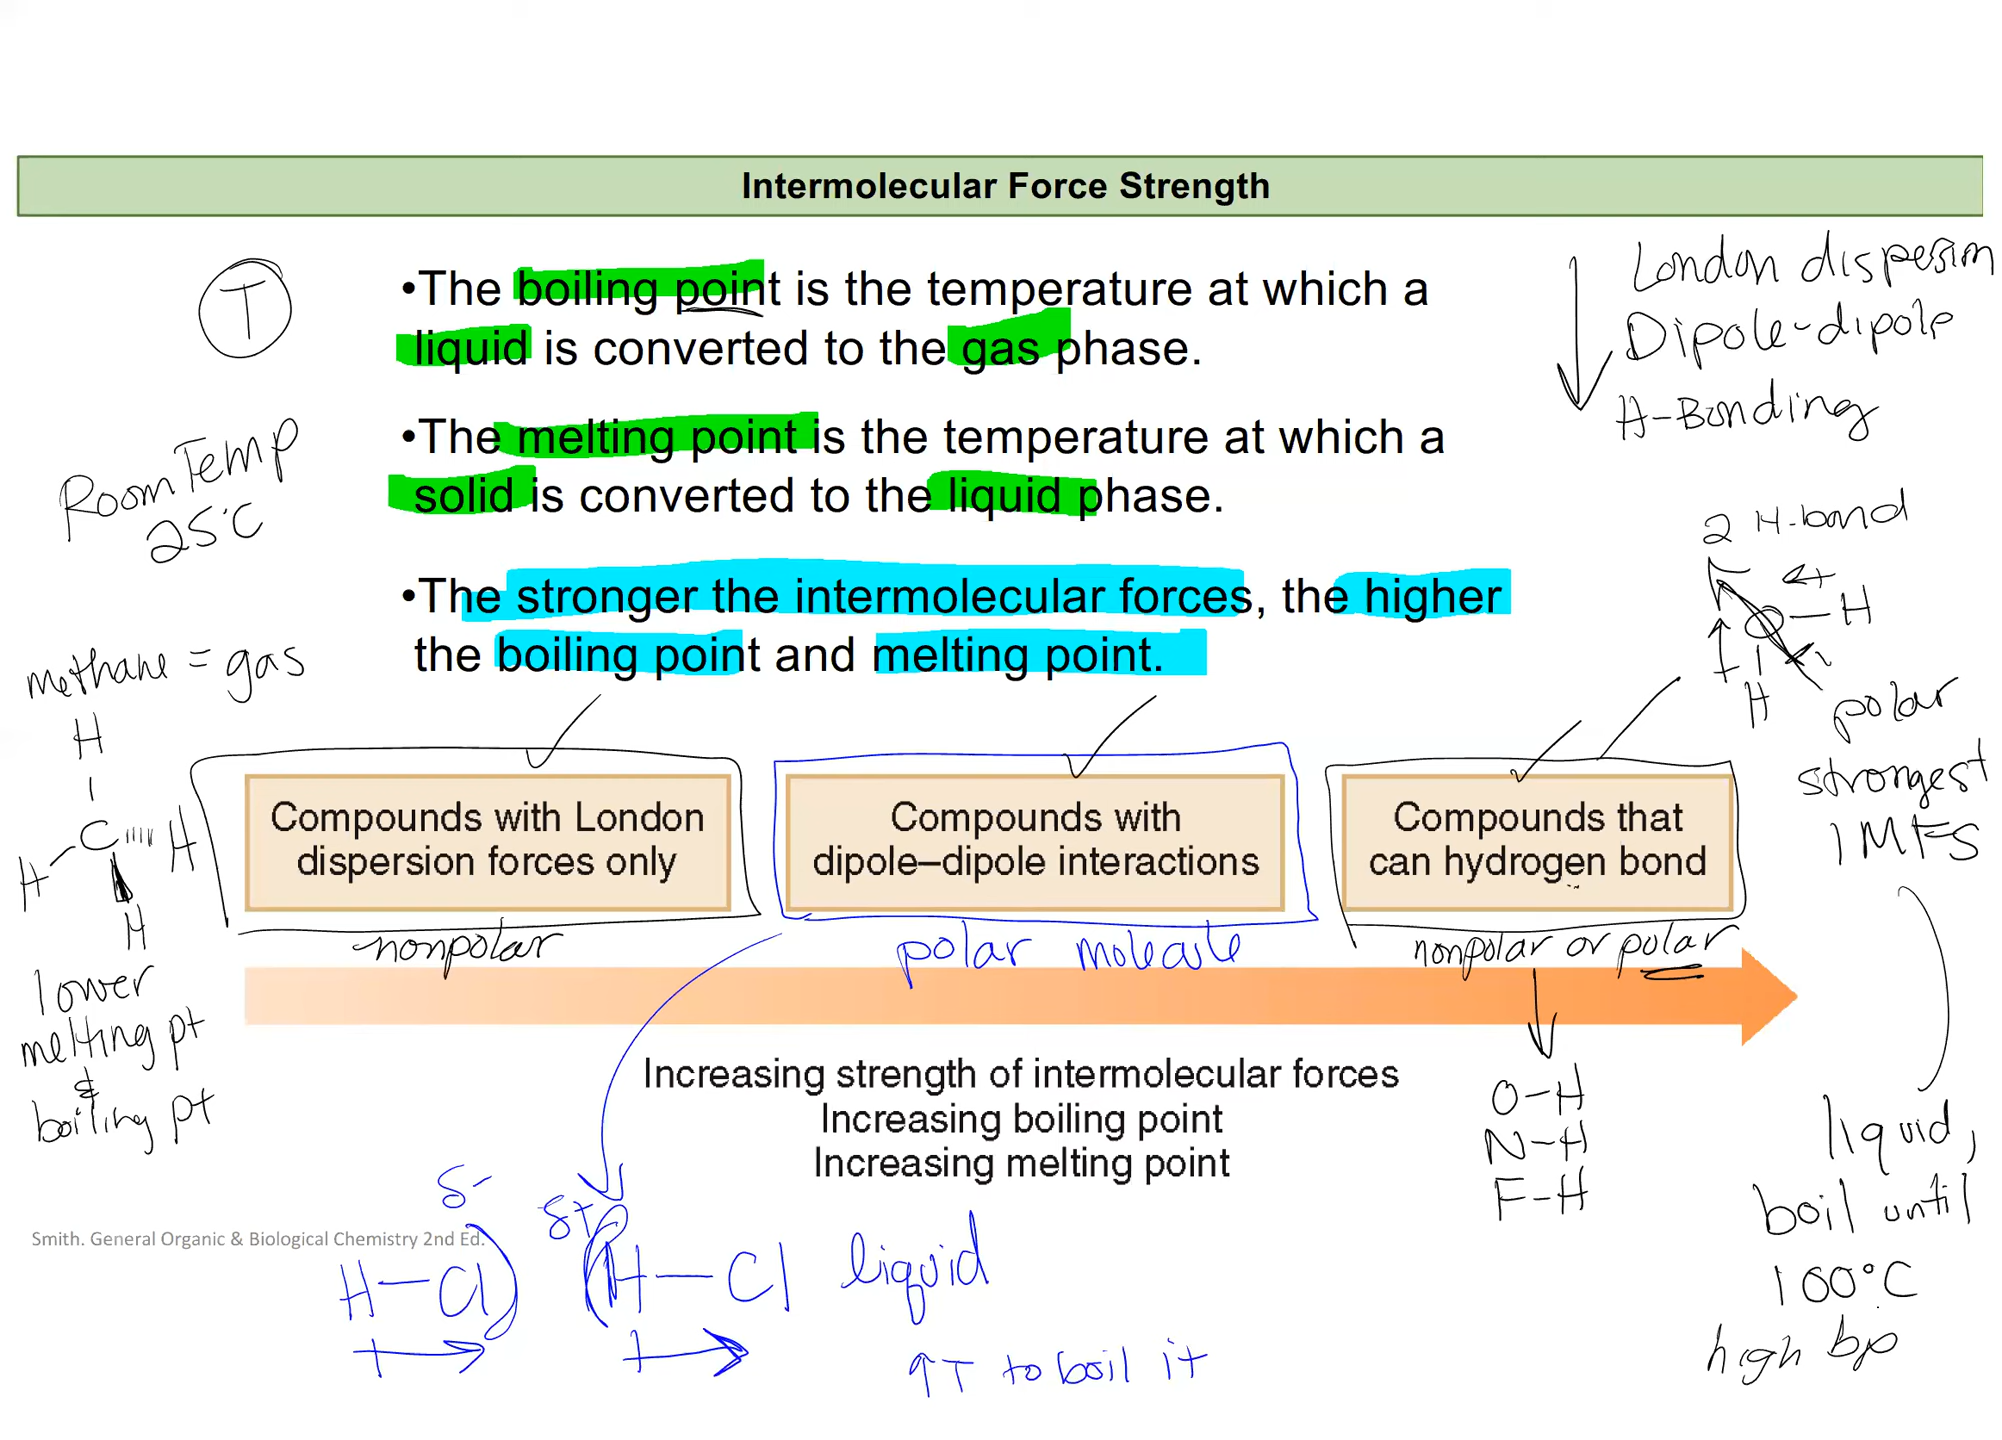 Intermolecular Force Strength
T
•The boiling point is the temperature at which a
liquid is converted to the gas phase.
London dispersion
Dipole-dipole
H-Bonding
•The melting point is the temperature at which a
solid is converted to the liquid phase.
Room Temp
25°C
•The stronger the intermolecular forces, the higher
the boiling point and melting point.
2 H-bond
O—H
H
polar
strongest
IMFS
methane = gas
H
C H
H
H
lower
melting pt
&
boiling pt
Compounds with London
dispersion forces only
nonpolar
Compounds with
dipole–dipole interactions
polar molecule
Compounds that
can hydrogen bond
nonpolar or polar
Increasing strength of intermolecular forces
Increasing boiling point
Increasing melting point
O-H
N-H
F-H
liquid,
boil until
100°C
high bp
Smith. General Organic & Biological Chemistry 2nd Ed.
δ-
δ+
H—Cl H—Cl liquid
↑T to boil it